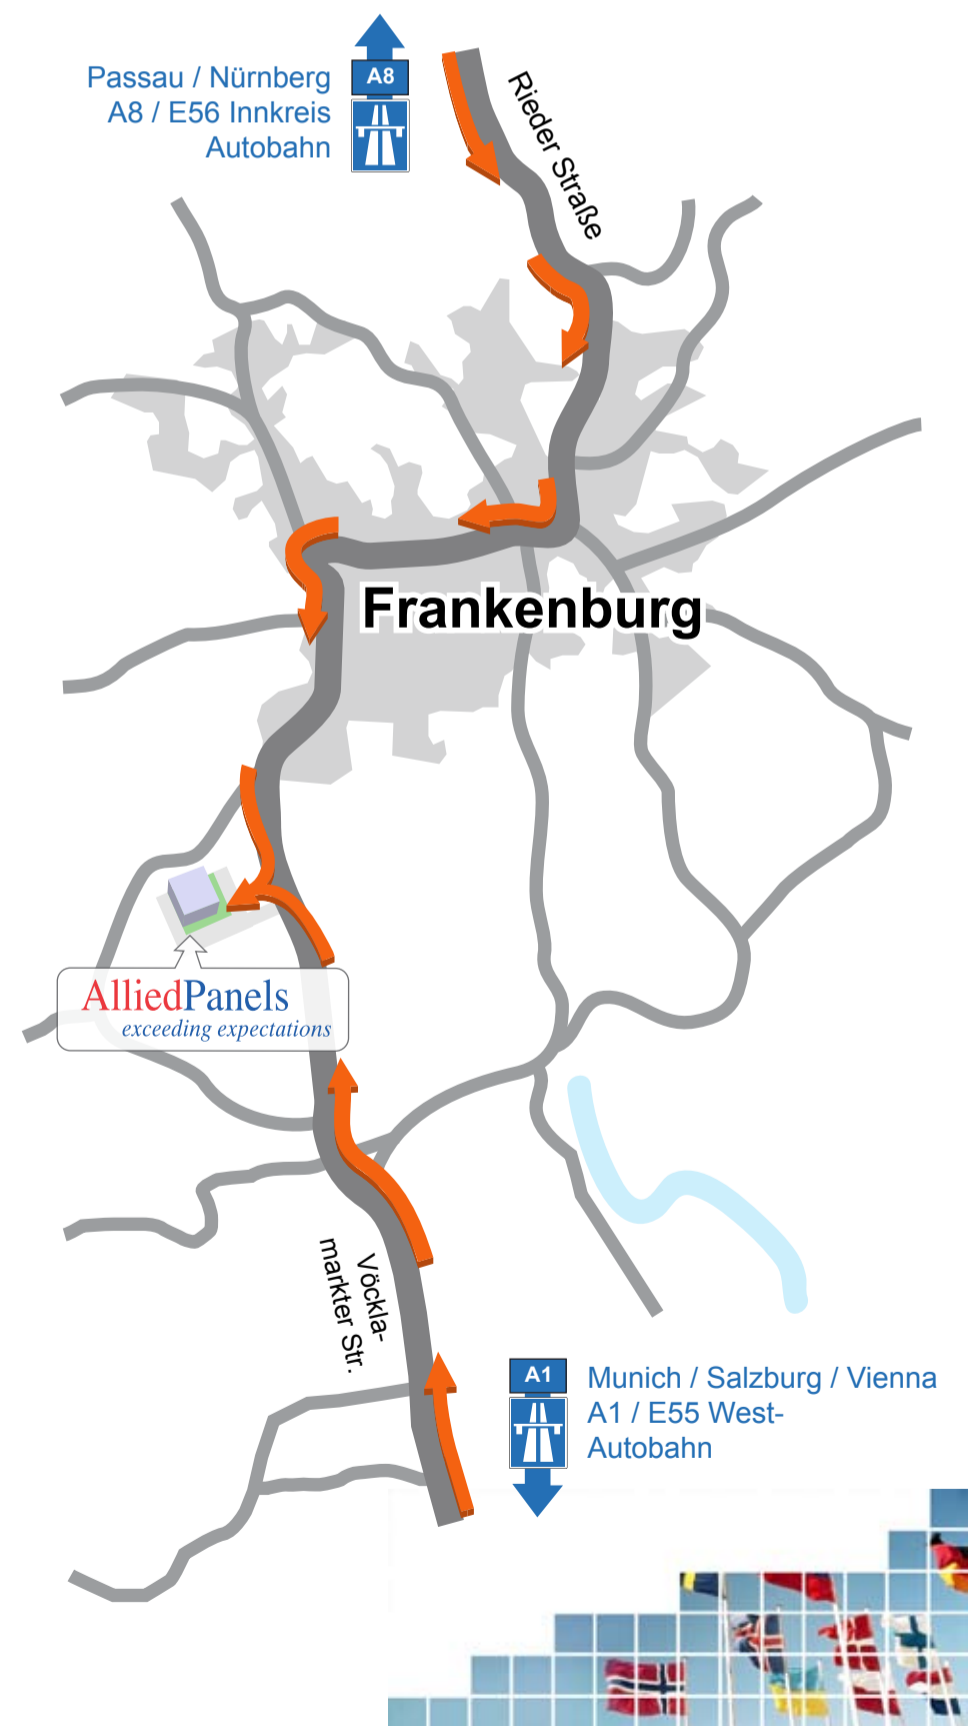 Passau / Nürnberg
A8 / E56 Innkreis
Autobahn
A8
Rieder Straße
Frankenburg
AlliedPanels
exceeding expectations
Vöckla-
markter Str.
A1
Munich / Salzburg / Vienna
A1 / E55 West-
Autobahn